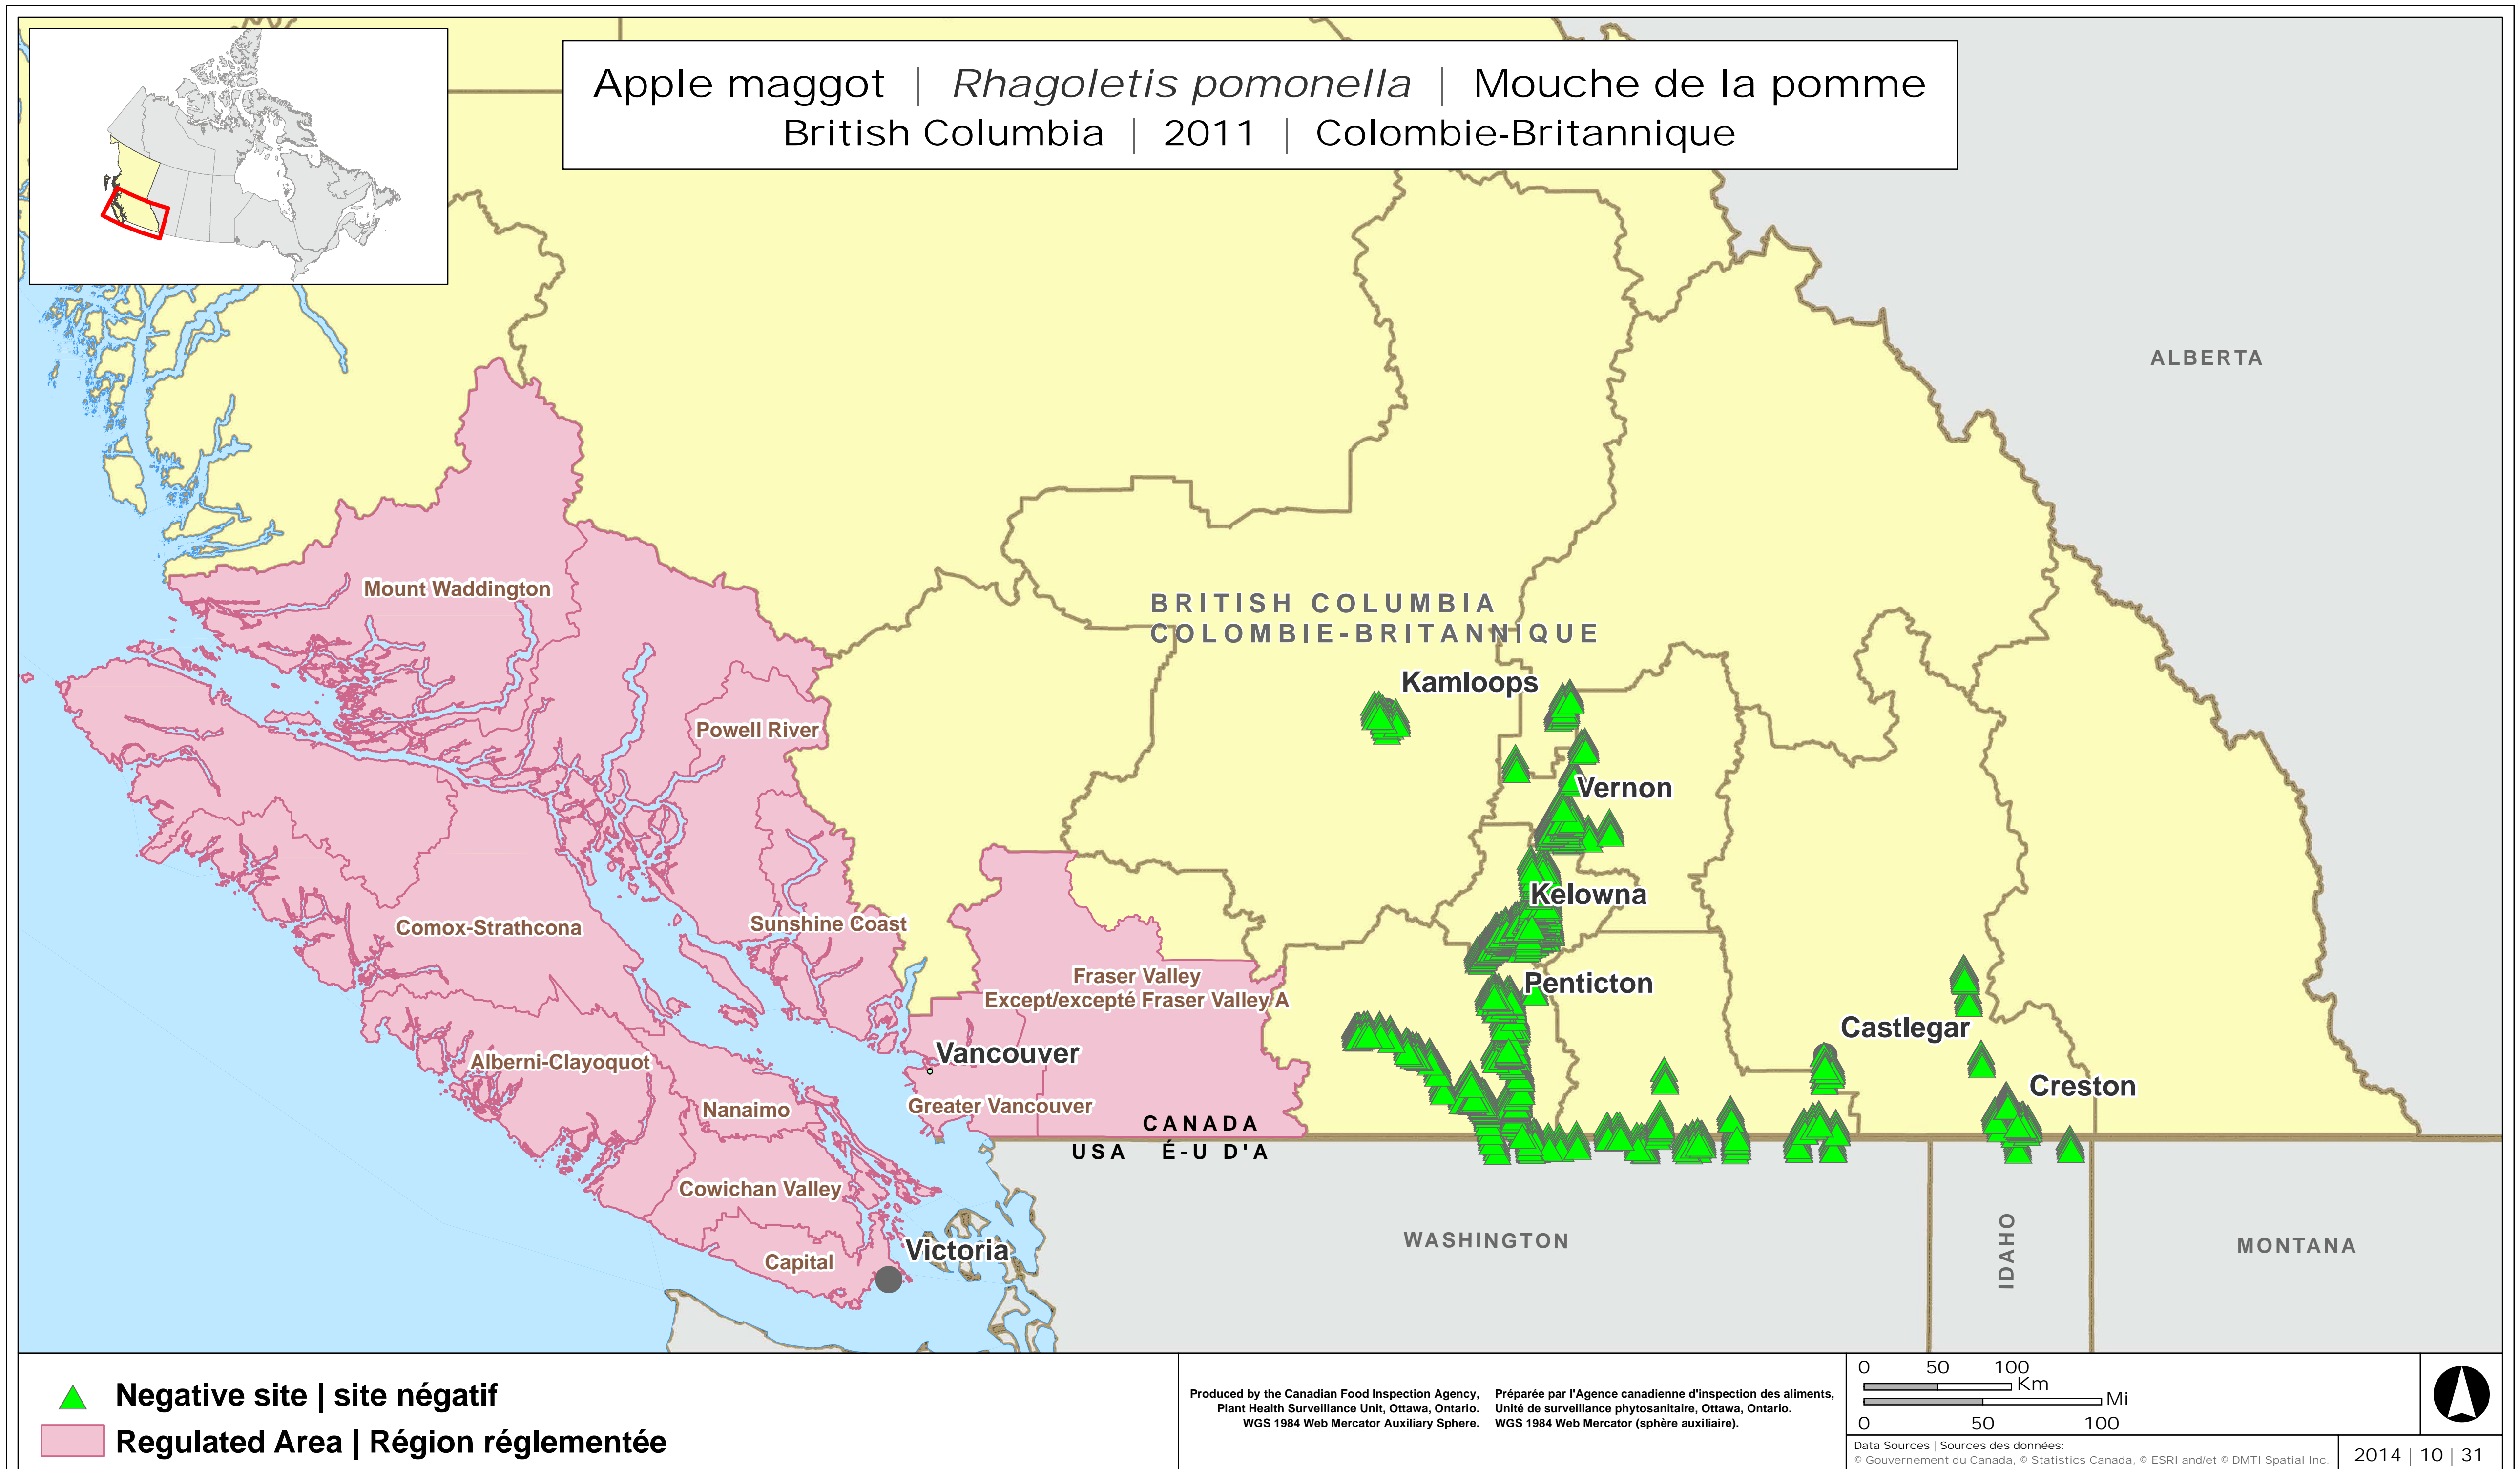 Apple maggot | Rhagoletis pomonella | Mouche de la pomme
British Columbia | 2011 | Colombie-Britannique
ALBERTA
Mount Waddington
BRITISH COLUMBIA
COLOMBIE-BRITANNIQUE
Kamloops
Powell River
Vernon
Kelowna
Comox-Strathcona
Sunshine Coast
Fraser Valley
Except/excepté Fraser Valley A
Penticton
Castlegar
Vancouver
Alberni-Clayoquot
Creston
Nanaimo
Greater Vancouver
CANADA
USA É-U D'A
Cowichan Valley
Victoria
Capital
WASHINGTON
IDAHO
MONTANA
Negative site | site négatif
Regulated Area | Région réglementée
Produced by the Canadian Food Inspection Agency,
Plant Health Surveillance Unit, Ottawa, Ontario.
WGS 1984 Web Mercator Auxiliary Sphere.
Préparée par l'Agence canadienne d'inspection des aliments,
Unité de surveillance phytosanitaire, Ottawa, Ontario.
WGS 1984 Web Mercator (sphère auxiliaire).
0 50 100
Km
Mi
0 50 100
Data Sources | Sources des données:
© Gouvernement du Canada, © Statistics Canada, © ESRI and/et © DMTI Spatial Inc.
2014 | 10 | 31